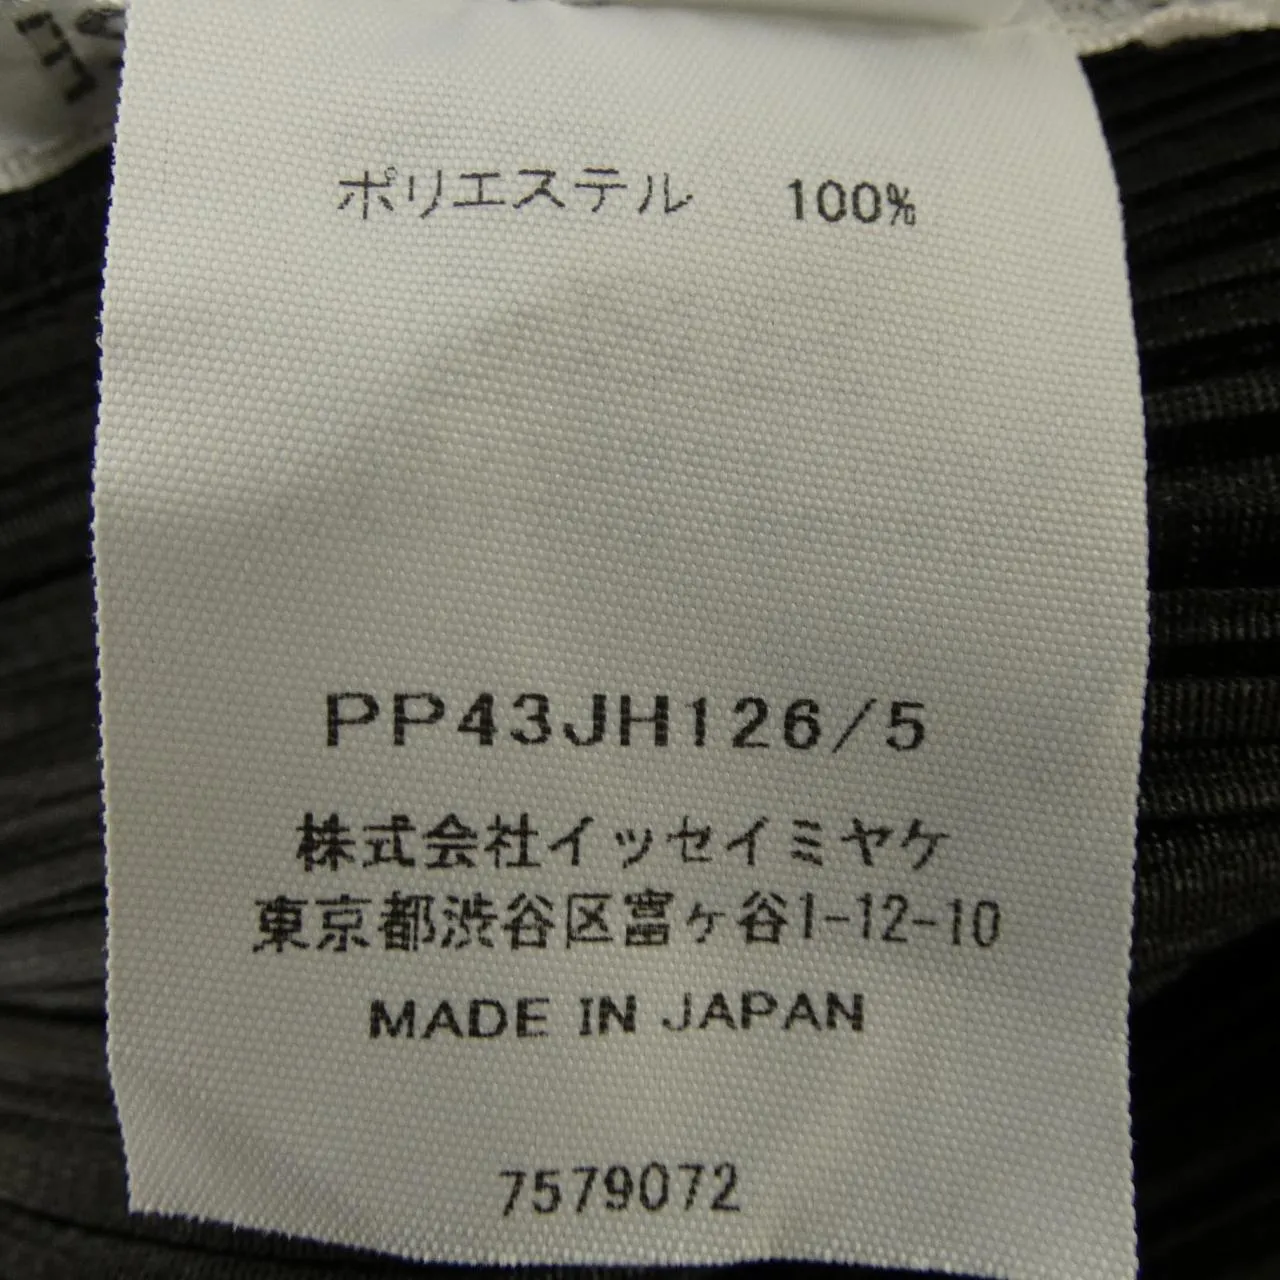 ポリエステル 100%
PP43JH126/5
株式会社イッセイミヤケ
東京都渋谷区富ヶ谷1-12-10
MADE IN JAPAN
7579072